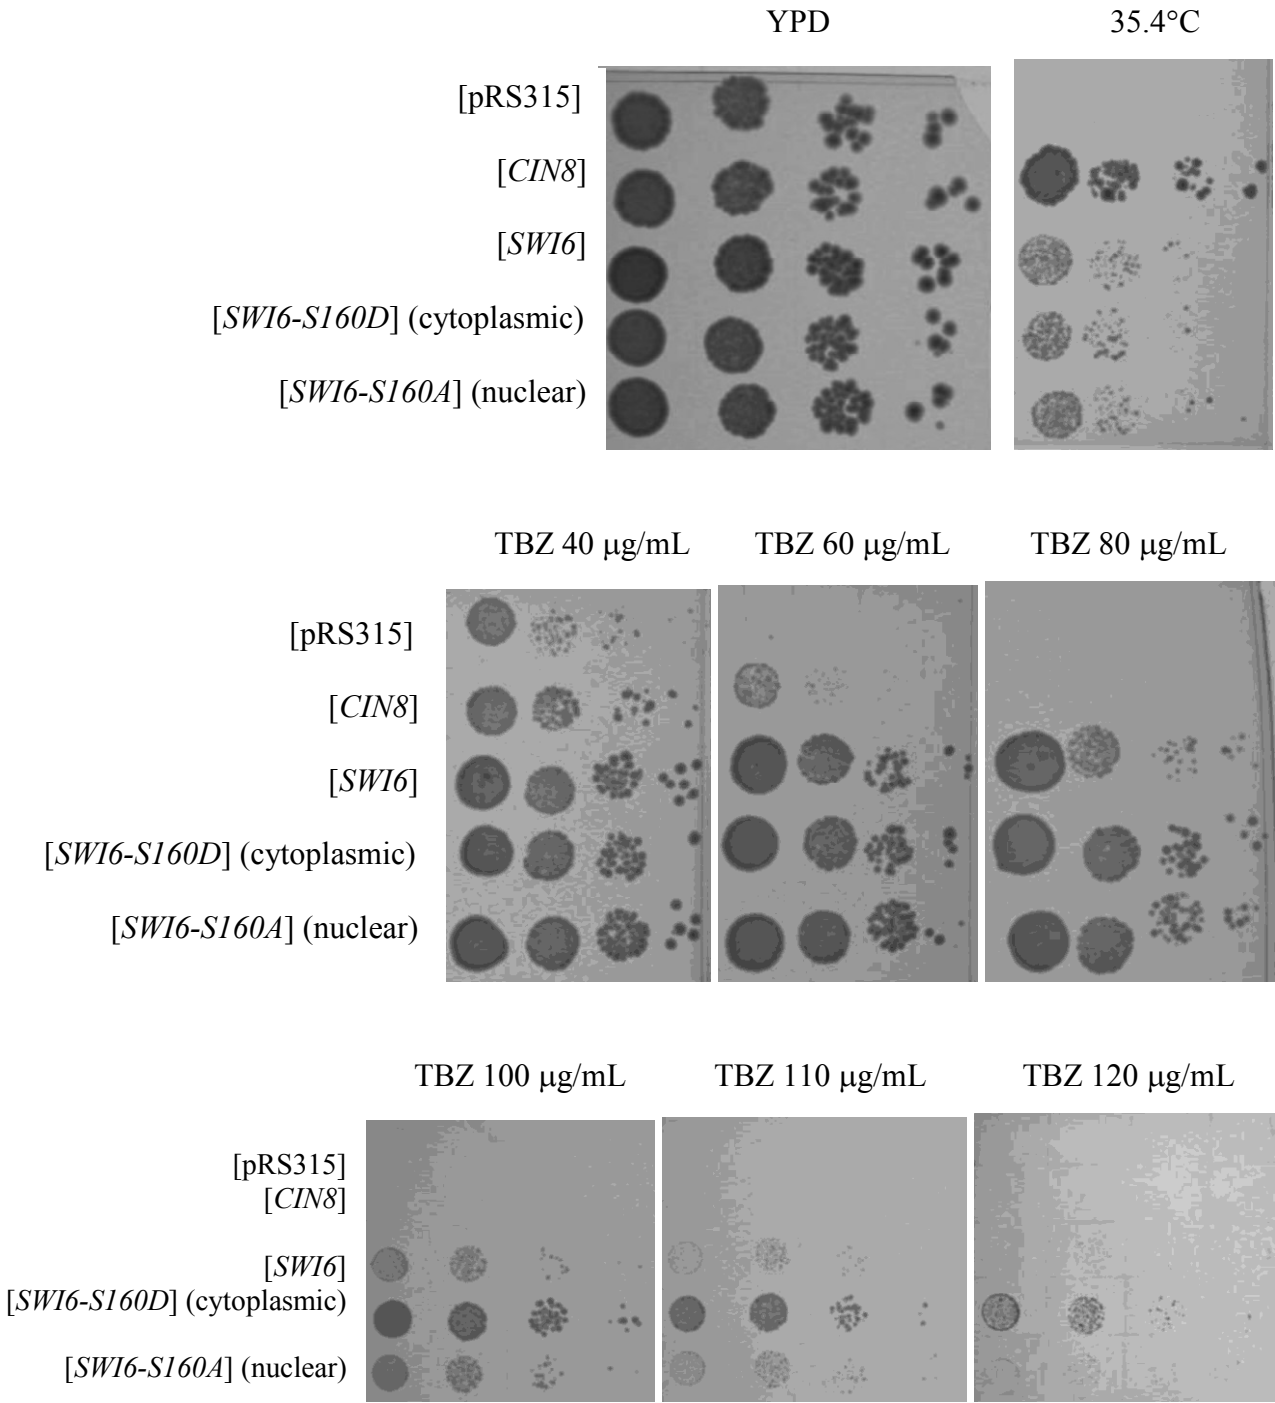 YPD 35.4°C
[pRS315]
[CIN8]
[SWI6]
[SWI6-S160D] (cytoplasmic)
[SWI6-S160A] (nuclear)
TBZ 40 μg/mL TBZ 60 μg/mL TBZ 80 μg/mL
[pRS315]
[CIN8]
[SWI6]
[SWI6-S160D] (cytoplasmic)
[SWI6-S160A] (nuclear)
TBZ 100 μg/mL TBZ 110 μg/mL TBZ 120 μg/mL
[pRS315]
[CIN8]
[SWI6]
[SWI6-S160D] (cytoplasmic)
[SWI6-S160A] (nuclear)